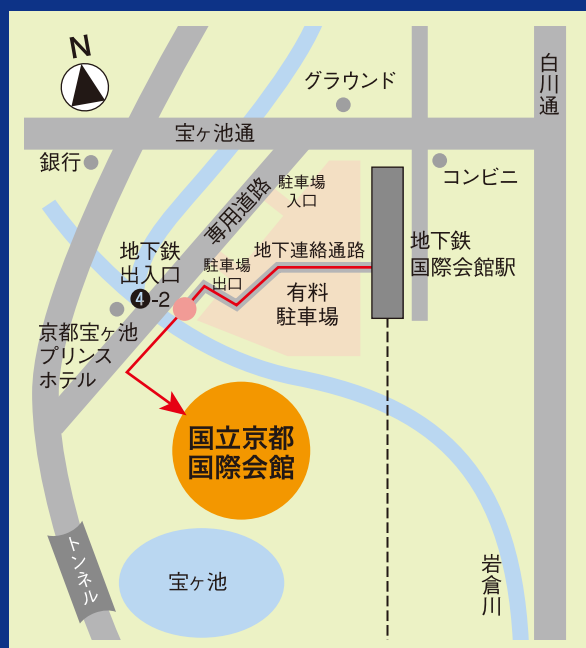 N
グラウンド
白川通
宝ヶ池通
銀行
コンビニ
駐車場
入口
専用道路
地下鉄
出入口
❹-2
駐車場
出口
地下連絡通路
地下鉄
国際会館駅
有料
駐車場
京都宝ヶ池
プリンス
ホテル
国立京都
国際会館
トンネル
宝ヶ池
岩倉川